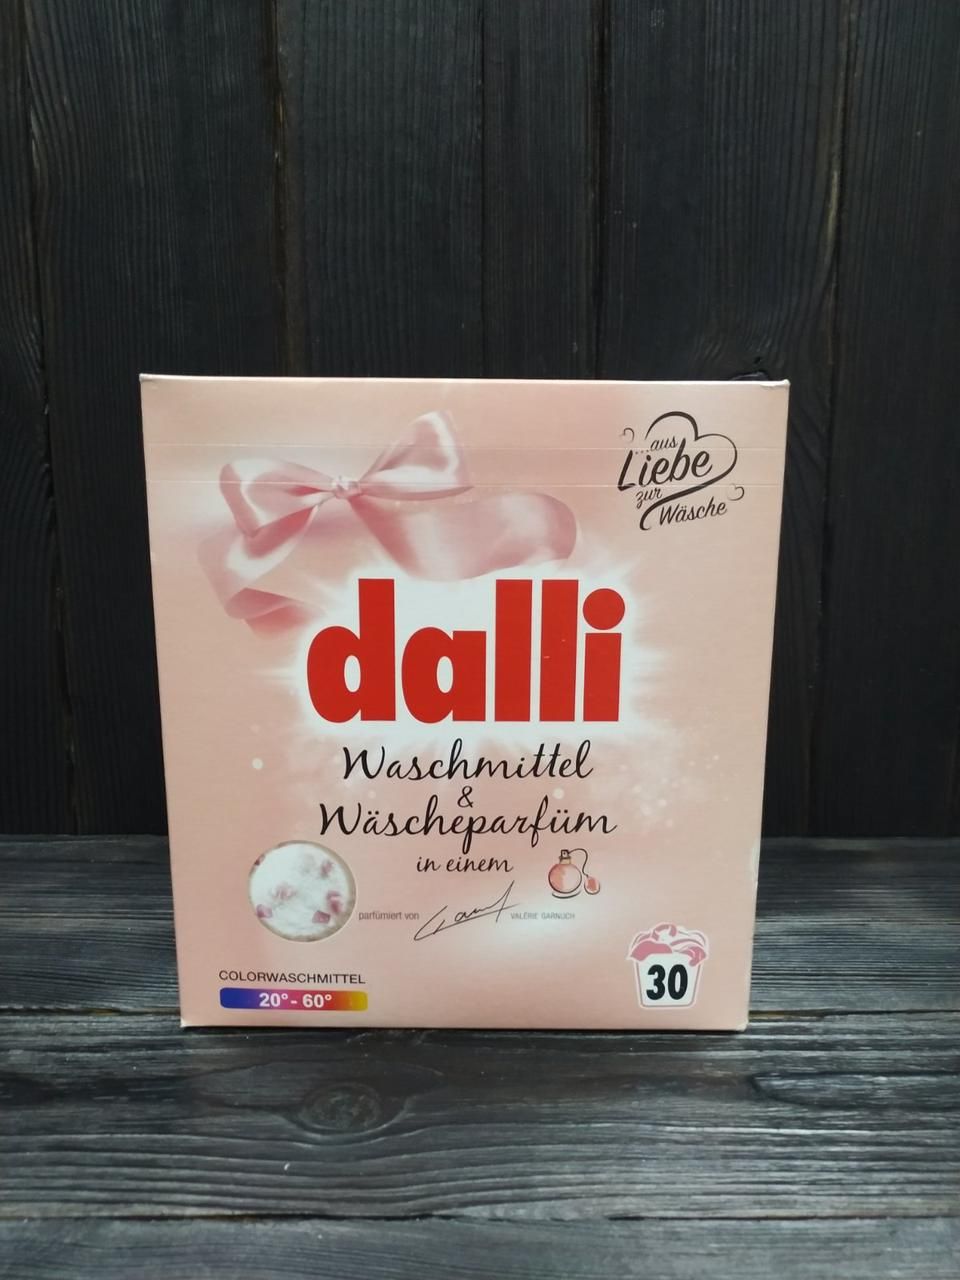 ...aus
Liebe
zur
Wäsche
dalli
Waschmittel
&
Wäscheparfüm
in einem
parfümiert von
VALÉRIE GARNUCH
COLORWASCHMITTEL
20° - 60°
30